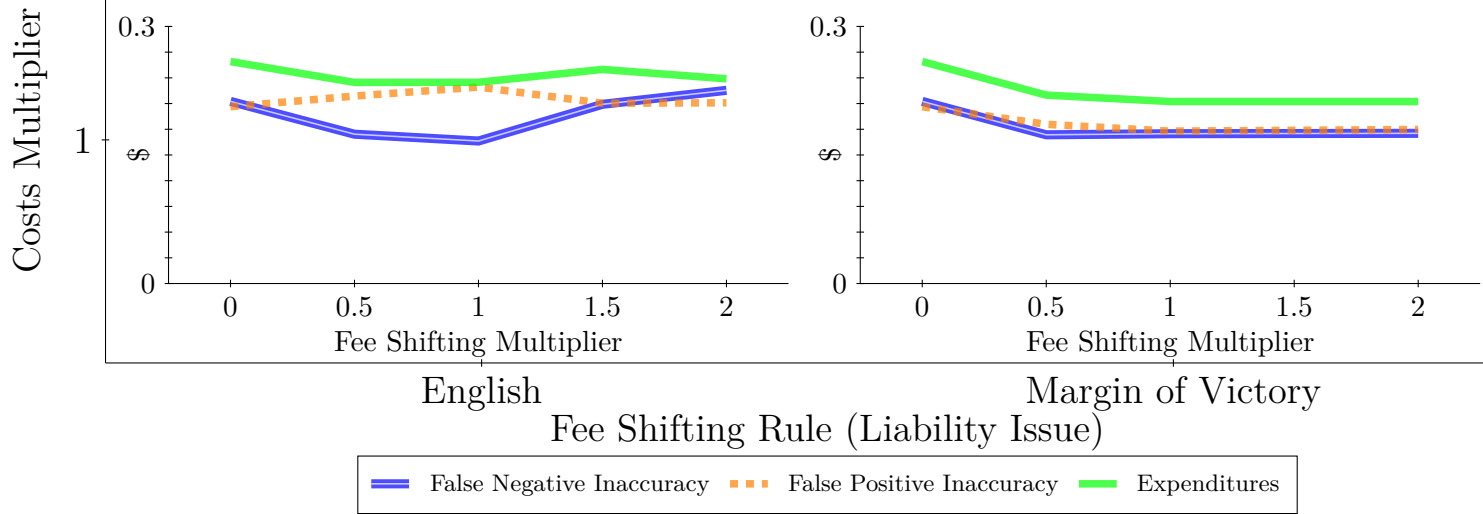 Costs Multiplier
1
0.3
$
0
0 0.5 1 1.5 2
Fee Shifting Multiplier
0.3
$
0
0 0.5 1 1.5 2
Fee Shifting Multiplier
English
Margin of Victory
Fee Shifting Rule (Liability Issue)
False Negative Inaccuracy False Positive Inaccuracy Expenditures